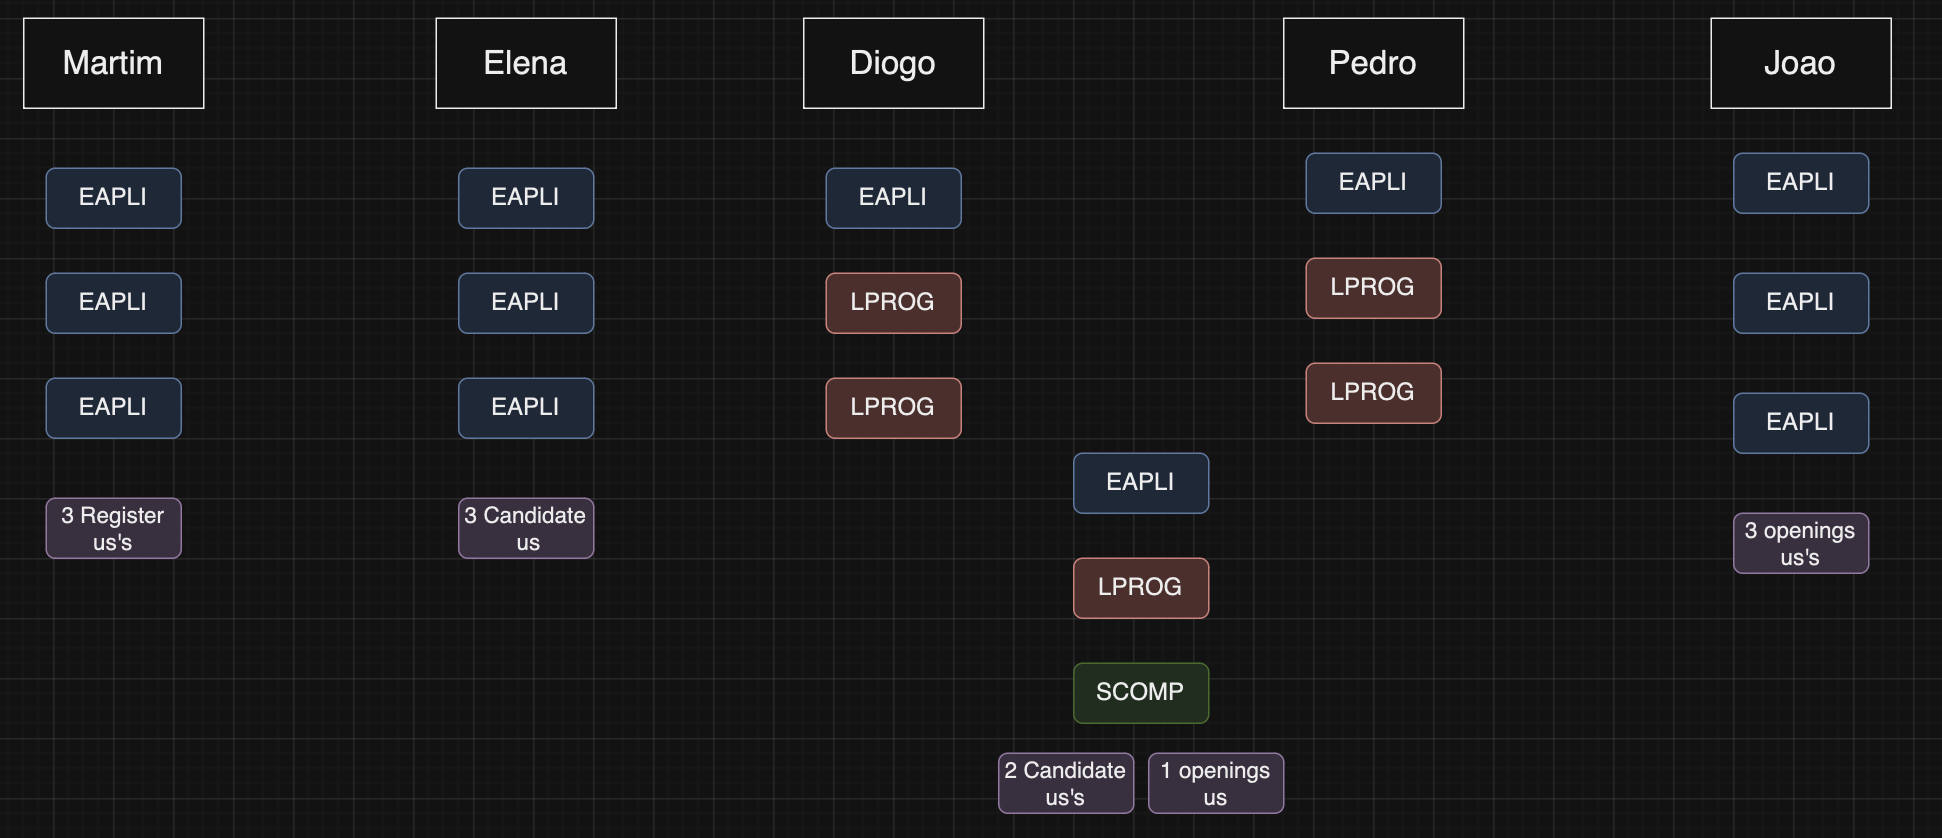 Martim
Elena
Diogo
Pedro
Joao
EAPLI
EAPLI
EAPLI
EAPLI
EAPLI
EAPLI
EAPLI
LPROG
LPROG
EAPLI
EAPLI
EAPLI
LPROG
LPROG
EAPLI
EAPLI
LPROG
3 Register
us's
3 Candidate
us
3 openings
us's
SCOMP
2 Candidate
us's
1 openings
us